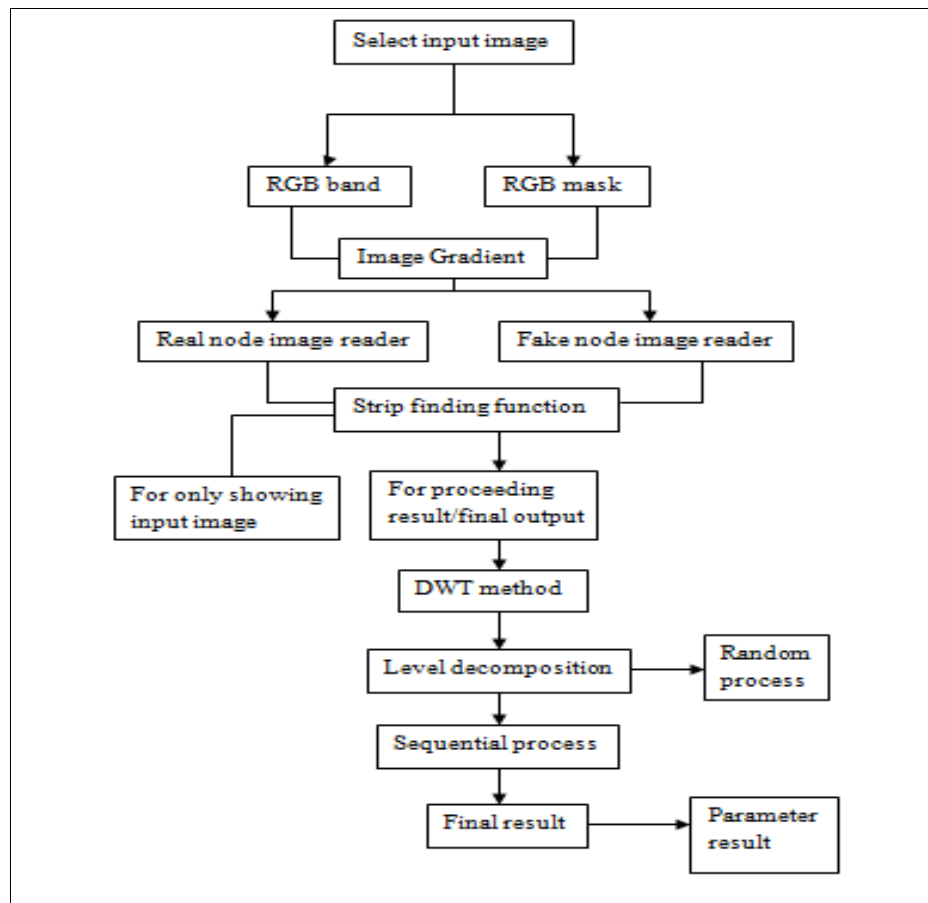 Select input image
RGB band
RGB mask
Image Gradient
Real node image reader
Fake node image reader
Strip finding function
For only showing
input image
For proceeding
result/final output
DWT method
Level decomposition
Random
process
Sequential process
Final result
Parameter
result